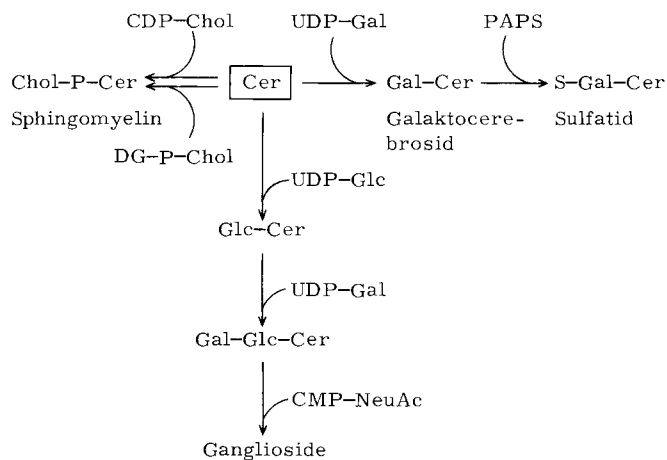 CDP–Chol UDP–Gal PAPS
Chol–P–Cer Cer Gal–Cer S–Gal–Cer
Sphingomyelin Galaktocere- Sulfatid
brosid
DG–P–Chol
UDP–Glc
Glc–Cer
UDP–Gal
Gal–Glc–Cer
CMP–NeuAc
Ganglioside